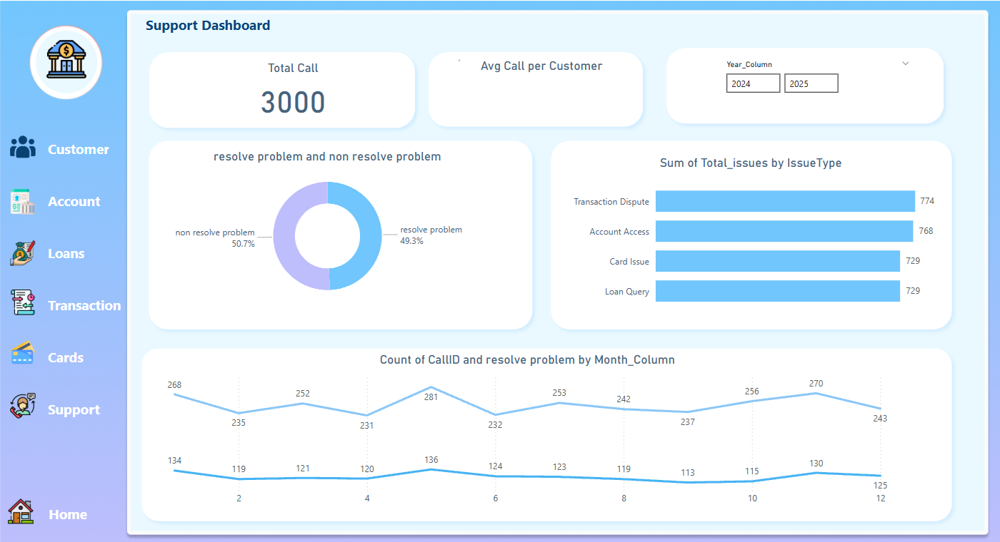 Support Dashboard
Total Call
3000
Avg Call per Customer
Year_Column
2024 2025
Customer
Account
Loans
Transaction
Cards
Support
Home
resolve problem and non resolve problem
non resolve problem
50.7%
resolve problem
49.3%
Sum of Total_issues by IssueType
Transaction Dispute 774
Account Access 768
Card Issue 729
Loan Query 729
Count of CallID and resolve problem by Month_Column
268 235 252 231 281 232 253 242 237 256 270 243
134 119 121 120 136 124 123 119 113 115 130 125
2 4 6 8 10 12